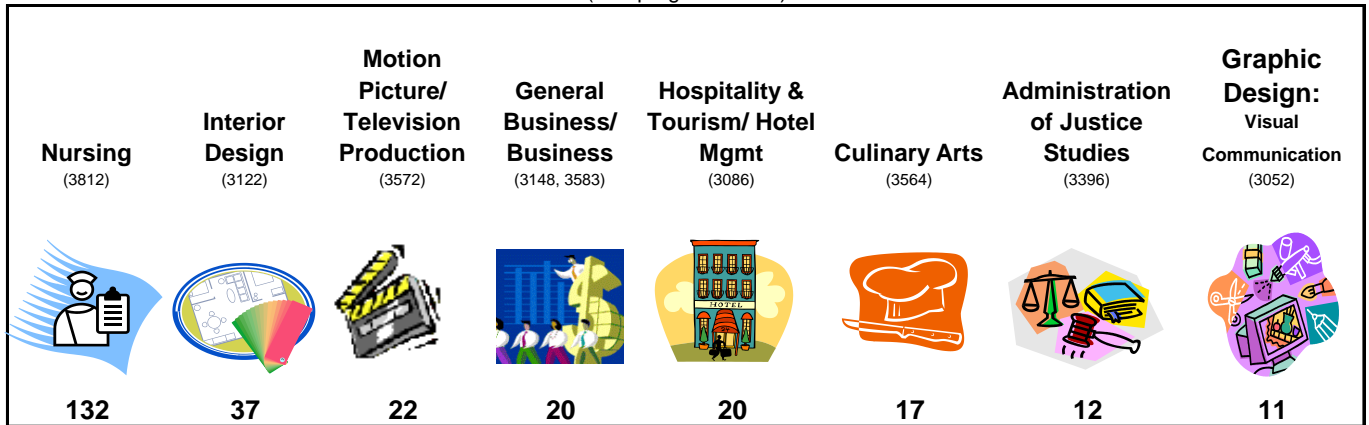 Nursing
(3812)
Interior
Design
(3122)
Motion
Picture/
Television
Production
(3572)
General
Business/
Business
(3148, 3583)
Hospitality &
Tourism/ Hotel
Mgmt
(3086)
Culinary Arts
(3564)
Administration
of Justice
Studies
(3396)
Graphic
Design:
Visual
Communication
(3052)
HOTEL
132
37
22
20
20
17
12
11